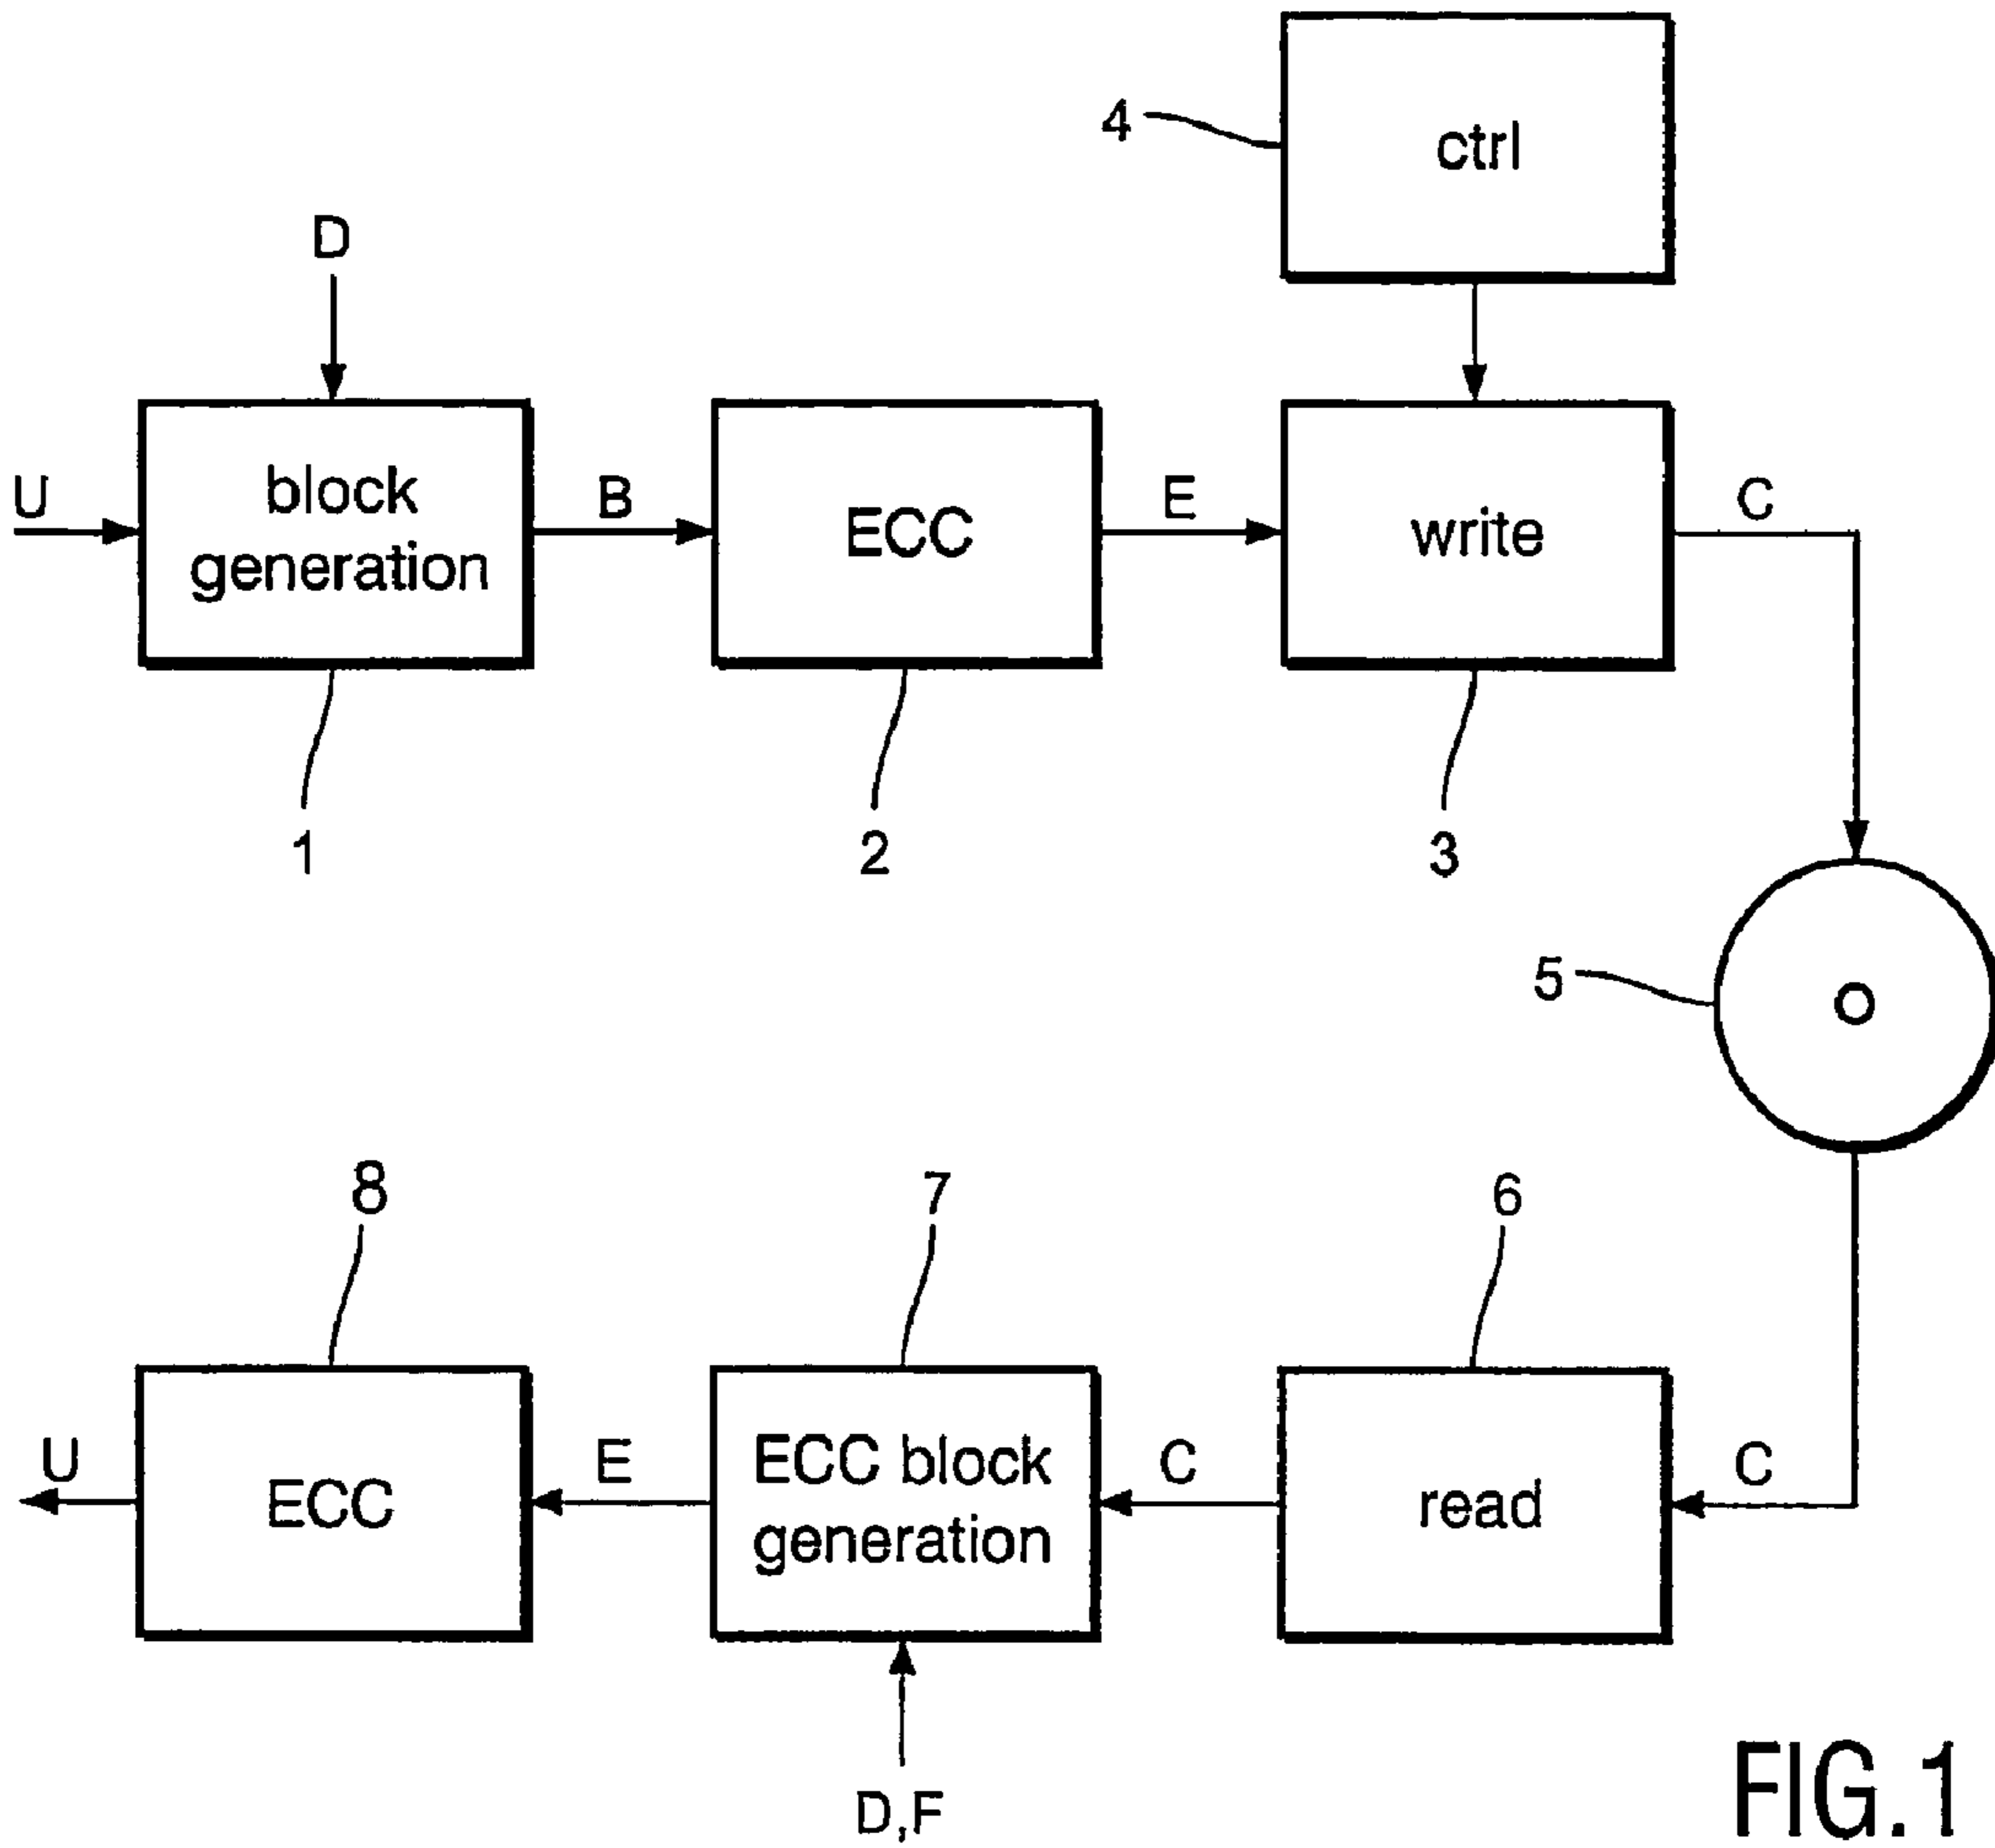 4
ctrl
D
U
block
generation
B
ECC
E
write
C
1
2
3
5
8
7
6
U
ECC
E
ECC block
generation
C
read
C
D,F
FIG.1